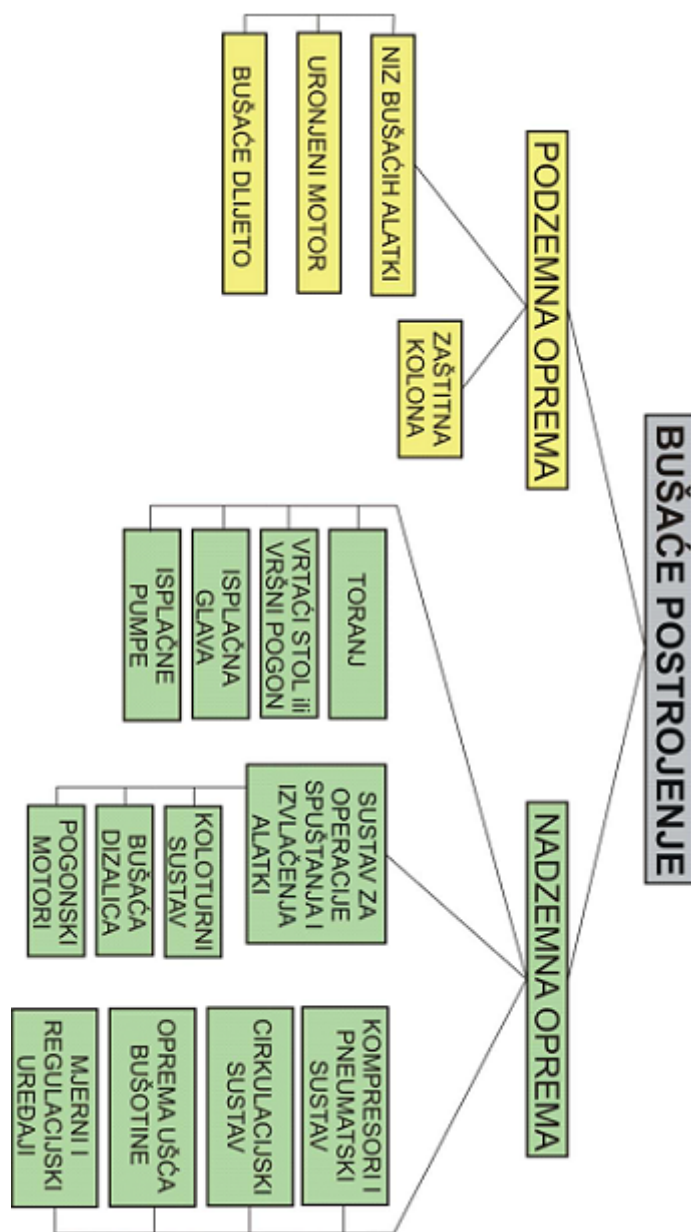 BUŠAĆE POSTROJENJE
PODZEMNA OPREMA
NADZEMNA OPREMA
NIZ BUŠAĆIH ALATKI
URONJENI MOTOR
BUŠAĆE DLIJETO
ZAŠTITNA
KOLONA
TORANJ
VRTAĆI STOL ili
VRŠNI POGON
ISPLAČNA
GLAVA
ISPLAČNE
PUMPE
SUSTAV ZA
OPERACIJE
SPUŠTANJA I
IZVLAČENJA
ALATKI
KOLOTURNI
SUSTAV
BUŠAĆA
DIZALICA
POGONSKI
MOTORI
KOMPRESORI I
PNEUMATSKI
SUSTAV
CIRKULACIJSKI
SUSTAV
OPREMA UŠĆA
BUŠOTINE
MJERNI I
REGULACIJSKI
UREĐAJI